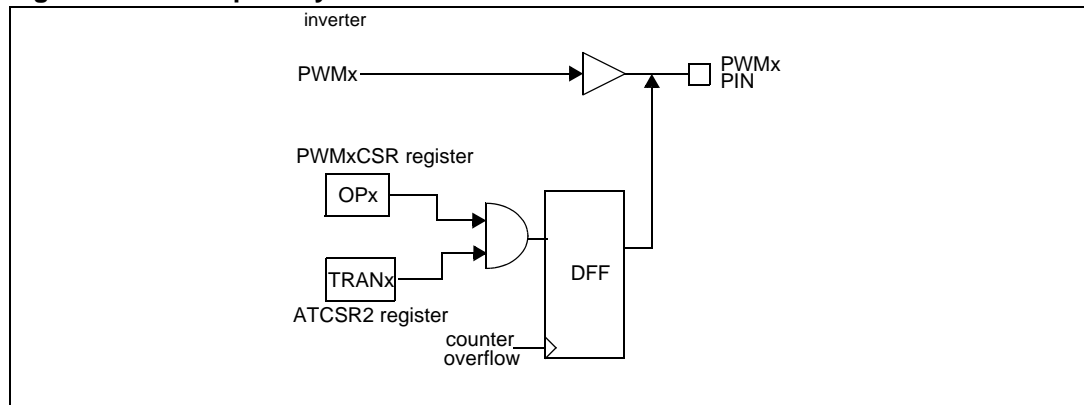 inverter
PWMx
PWMx
PIN
PWMxCSR register
OPx
TRANx
DFF
ATCSR2 register
counter
overflow